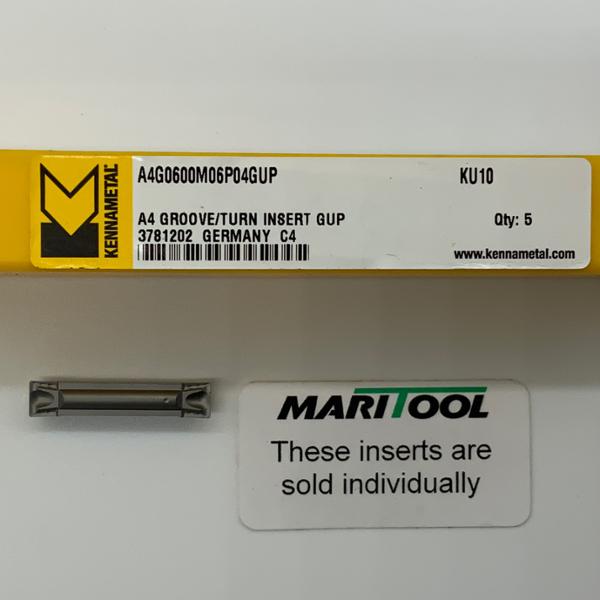 KENNAMETAL
A4G0600M06P04GUP KU10
A4 GROOVE/TURN INSERT GUP Qty: 5
3781202 GERMANY C4
www.kennametal.com
MARITOOL
These inserts are
sold individually